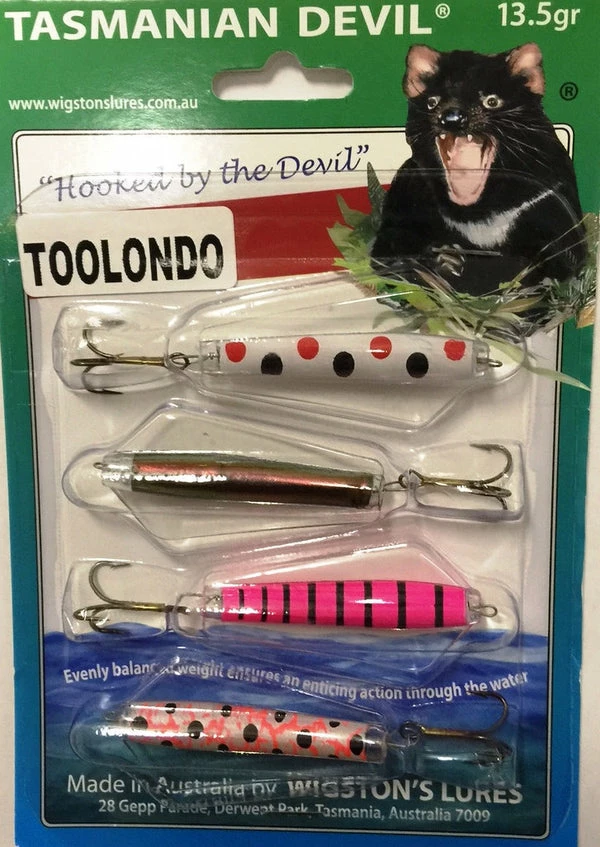 TASMANIAN DEVIL® 13.5gr
www.wigstonslures.com.au
®
"Hooked by the Devil"
TOOLONDO
Evenly balanced weight ensures an enticing action through the water
Made in Australia by WIGSTON'S LURES
28 Gepp Parade, Derwent Park, Tasmania, Australia 7009